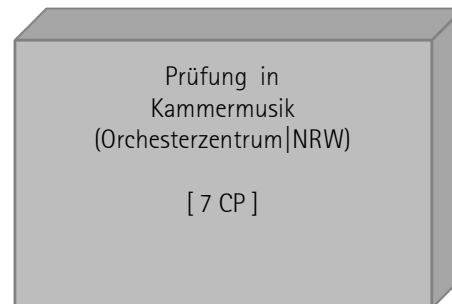 Prüfung in
Kammermusik
(Orchesterzentrum|NRW)
[ 7 CP ]